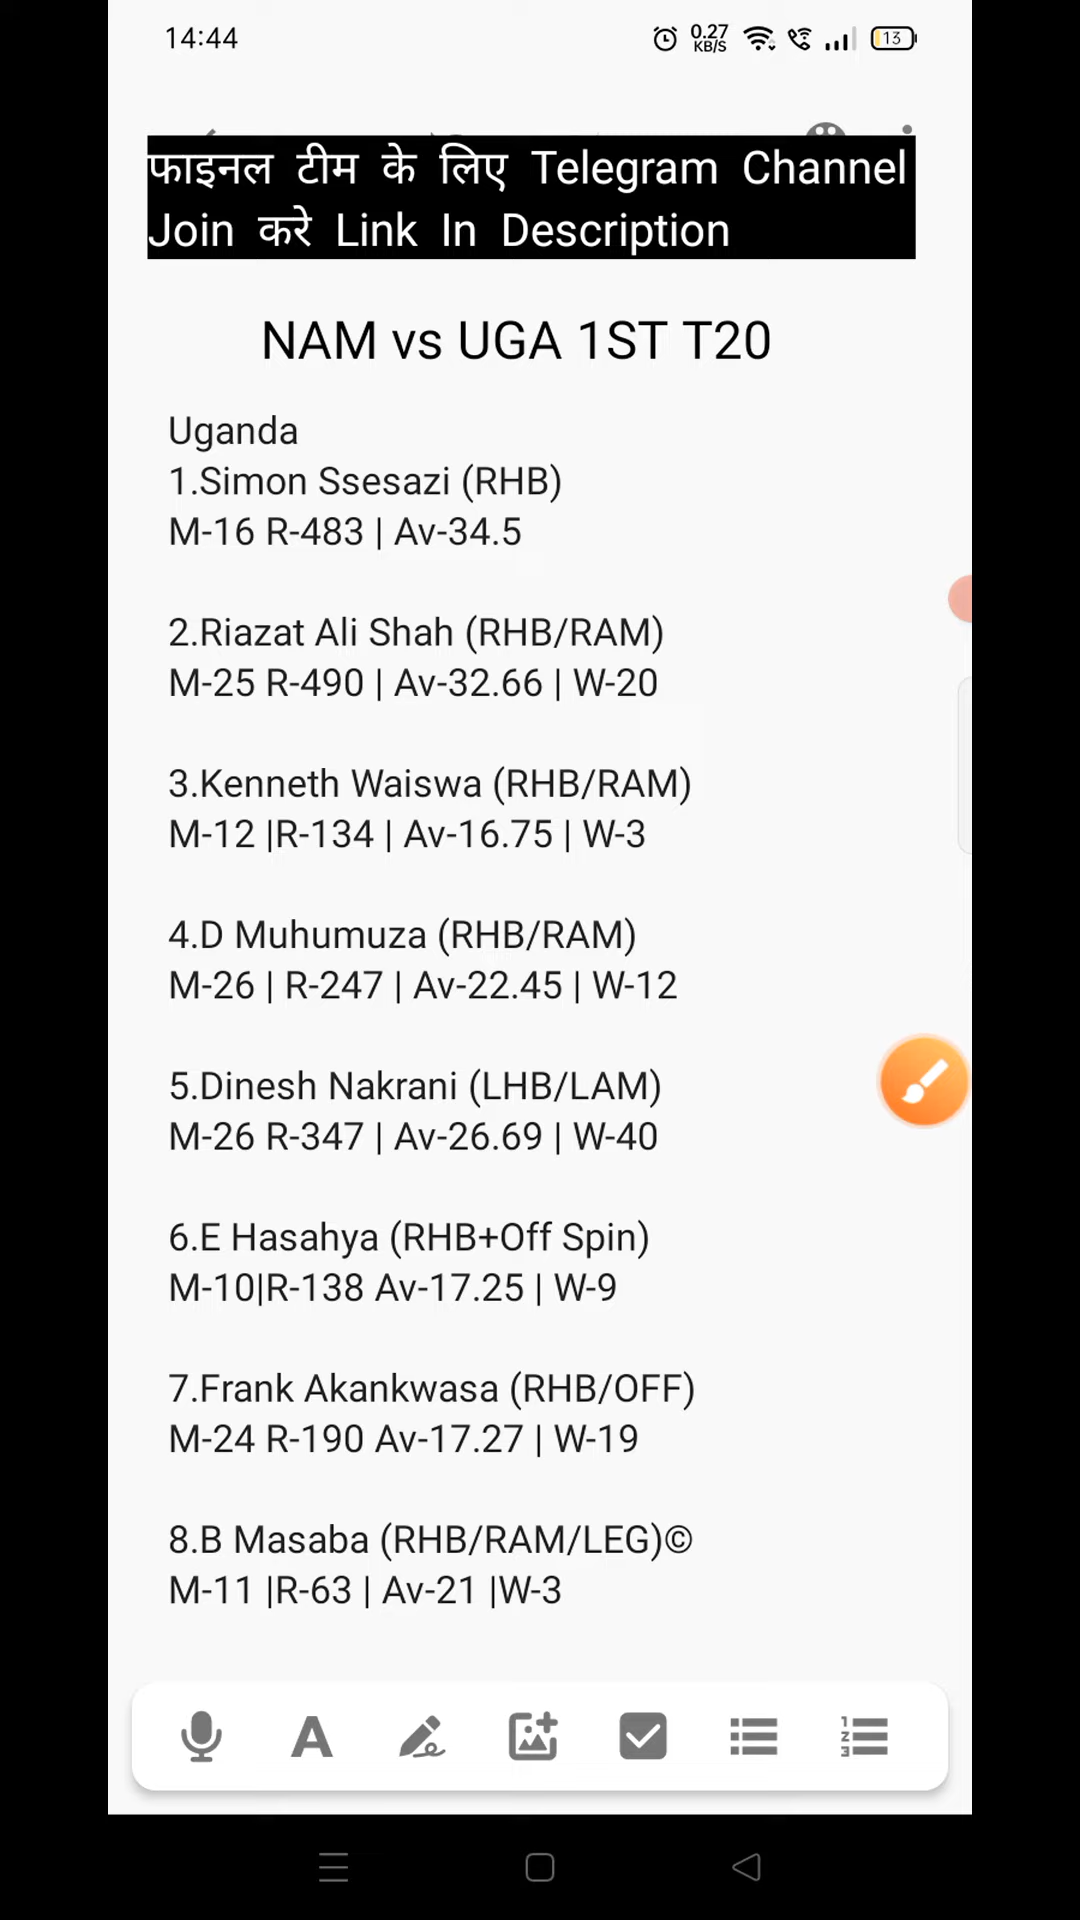 14:44
0.27
KB/S
13
फाइनल टीम के लिए Telegram Channel
Join करे Link In Description
NAM vs UGA 1ST T20
Uganda
1.Simon Ssesazi (RHB)
M-16 R-483 | Av-34.5
2.Riazat Ali Shah (RHB/RAM)
M-25 R-490 | Av-32.66 | W-20
3.Kenneth Waiswa (RHB/RAM)
M-12 |R-134 | Av-16.75 | W-3
4.D Muhumuza (RHB/RAM)
M-26 | R-247 | Av-22.45 | W-12
5.Dinesh Nakrani (LHB/LAM)
M-26 R-347 | Av-26.69 | W-40
6.E Hasahya (RHB+Off Spin)
M-10|R-138 Av-17.25 | W-9
7.Frank Akankwasa (RHB/OFF)
M-24 R-190 Av-17.27 | W-19
8.B Masaba (RHB/RAM/LEG)©
M-11 |R-63 | Av-21 |W-3